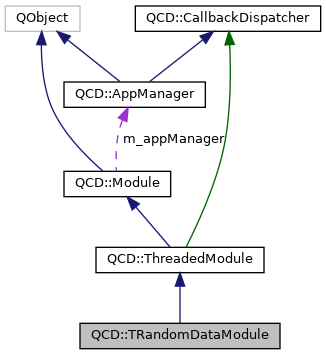 QObject
QCD::CallbackDispatcher
QCD::AppManager
m_appManager
QCD::Module
QCD::ThreadedModule
QCD::TRandomDataModule